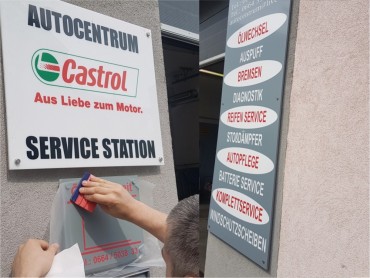 AUTOCENTRUM
Castrol
Aus Liebe zum Motor.
SERVICE STATION
ÖLWECHSEL
AUSPUFF
BREMSEN
DIAGNOSTIK
REIFEN SERVICE
STOßDÄMPFER
AUTOPFLEGE
BATTERIE SERVICE
KOMPLETTSERVICE
WINDSCHUTZSCHEIBEN